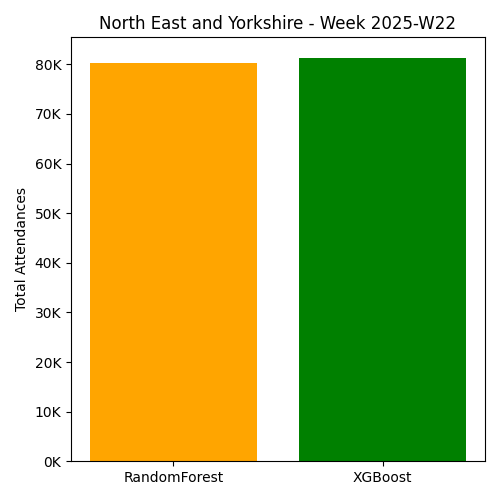 North East and Yorkshire - Week 2025-W22
Total Attendances
80K
70K
60K
50K
40K
30K
20K
10K
0K
RandomForest
XGBoost